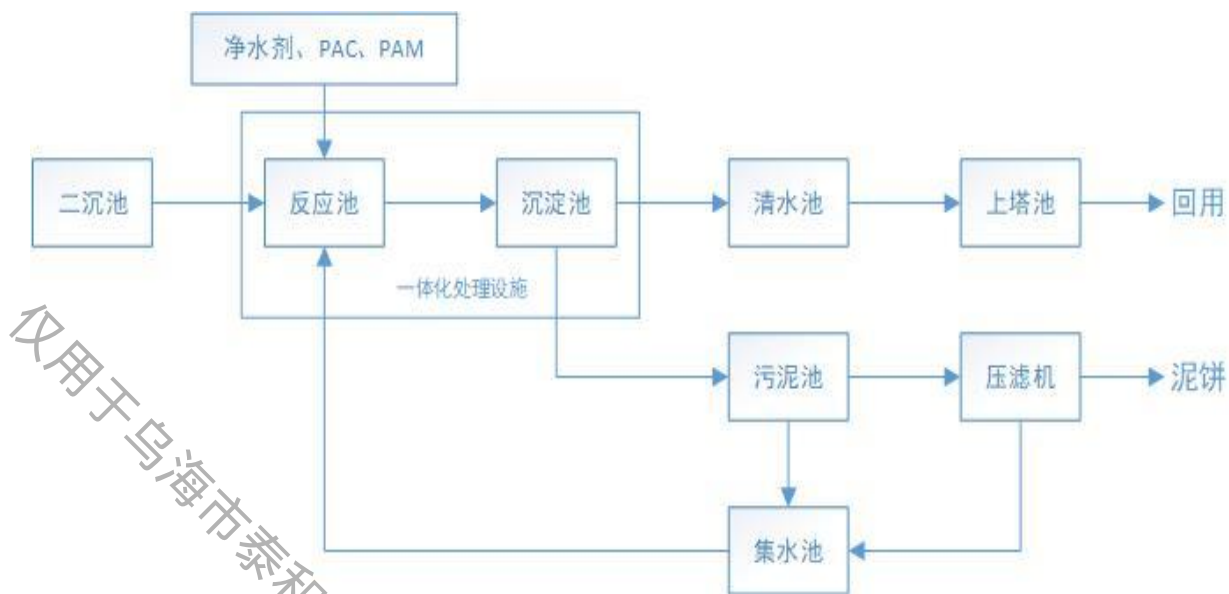 净水剂、PAC、PAM
二沉池
反应池
沉淀池
清水池
上塔池
回用
一体化处理设施
污泥池
压滤机
泥饼
集水池
仅用于乌海市泰和